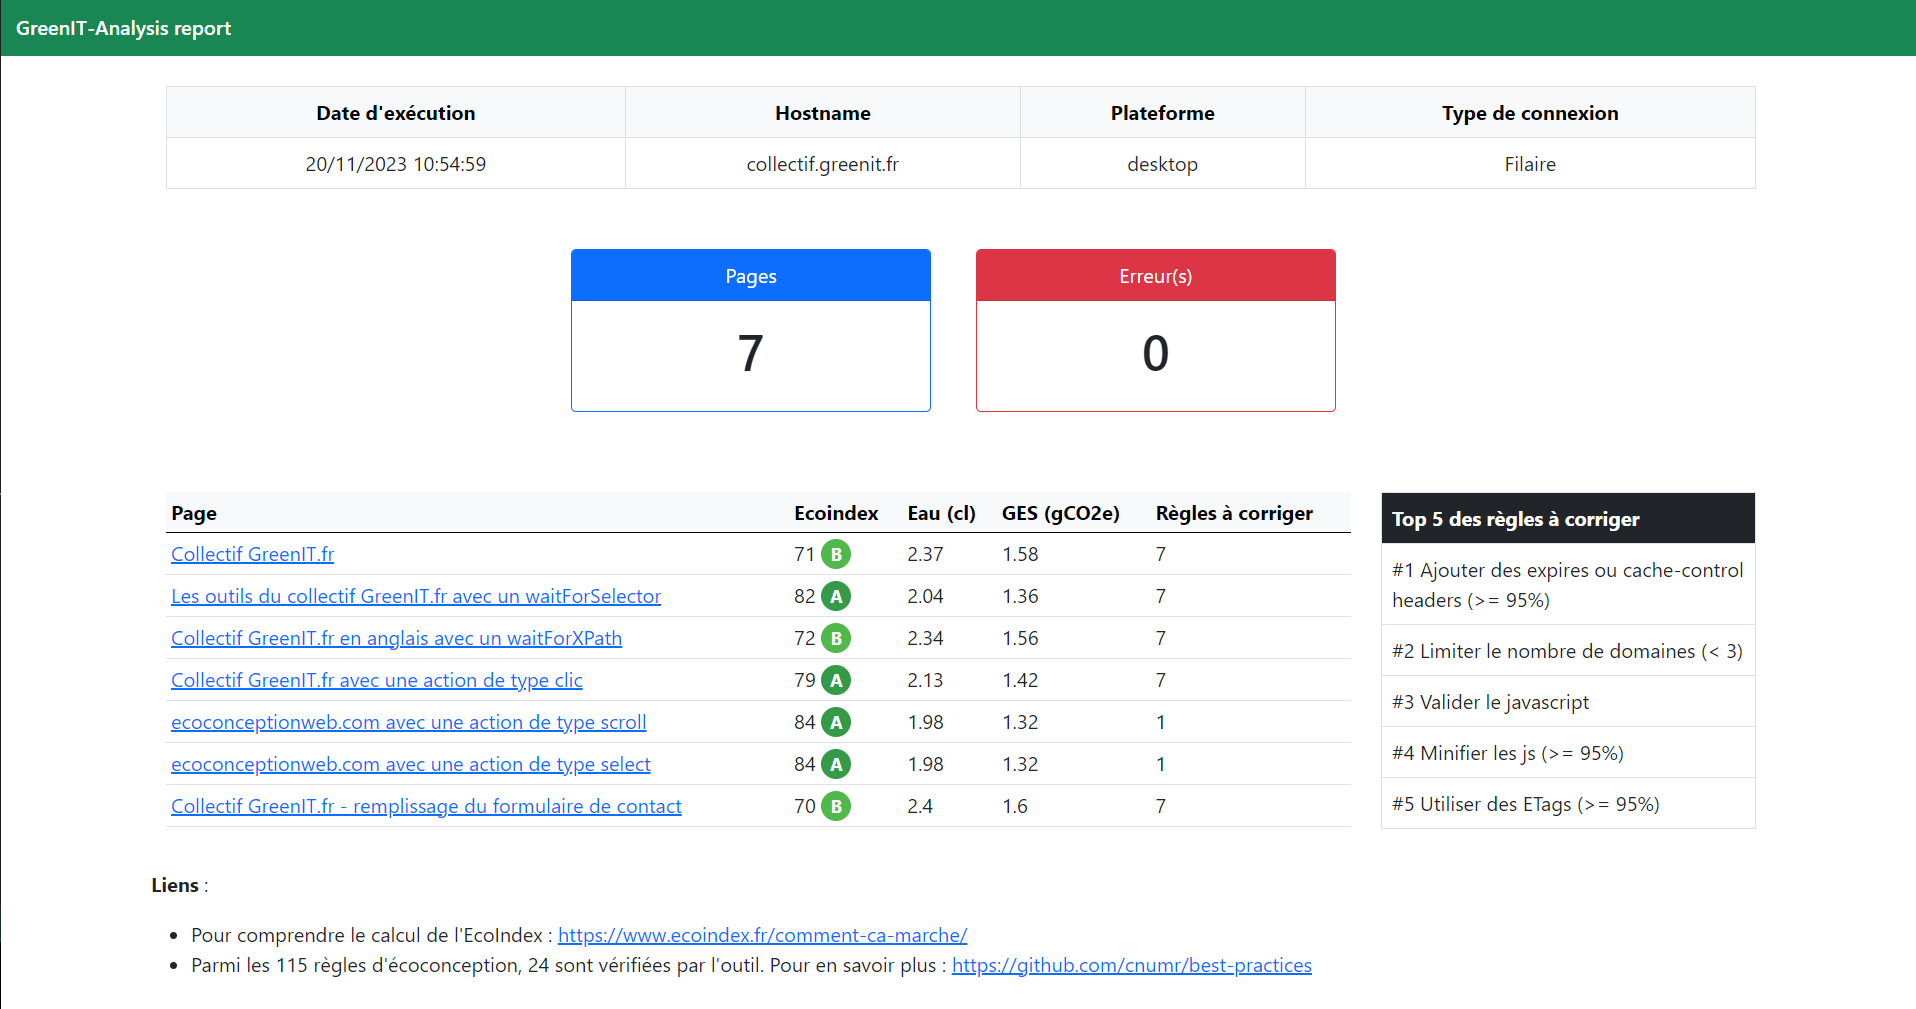 GreenIT-Analysis report
Date d'exécution Hostname Plateforme Type de connexion
20/11/2023 10:54:59 collectif.greenit.fr desktop Filaire
Pages Erreur(s)
7 0
Page Ecoindex Eau (cl) GES (gCO2e) Règles à corriger
Collectif GreenIT.fr 71 B 2.37 1.58 7
Les outils du collectif GreenIT.fr avec un waitForSelector 82 A 2.04 1.36 7
Collectif GreenIT.fr en anglais avec un waitForXPath 72 B 2.34 1.56 7
Collectif GreenIT.fr avec une action de type clic 79 A 2.13 1.42 7
ecoconceptionweb.com avec une action de type scroll 84 A 1.98 1.32 1
ecoconceptionweb.com avec une action de type select 84 A 1.98 1.32 1
Collectif GreenIT.fr - remplissage du formulaire de contact 70 B 2.4 1.6 7
Top 5 des règles à corriger
#1 Ajouter des expires ou cache-control
headers (>= 95%)
#2 Limiter le nombre de domaines (< 3)
#3 Valider le javascript
#4 Minifier les js (>= 95%)
#5 Utiliser des ETags (>= 95%)
Liens :
• Pour comprendre le calcul de l'EcoIndex : https://www.ecoindex.fr/comment-ca-marche/
• Parmi les 115 règles d'écoconception, 24 sont vérifiées par l'outil. Pour en savoir plus : https://github.com/cnumr/best-practices